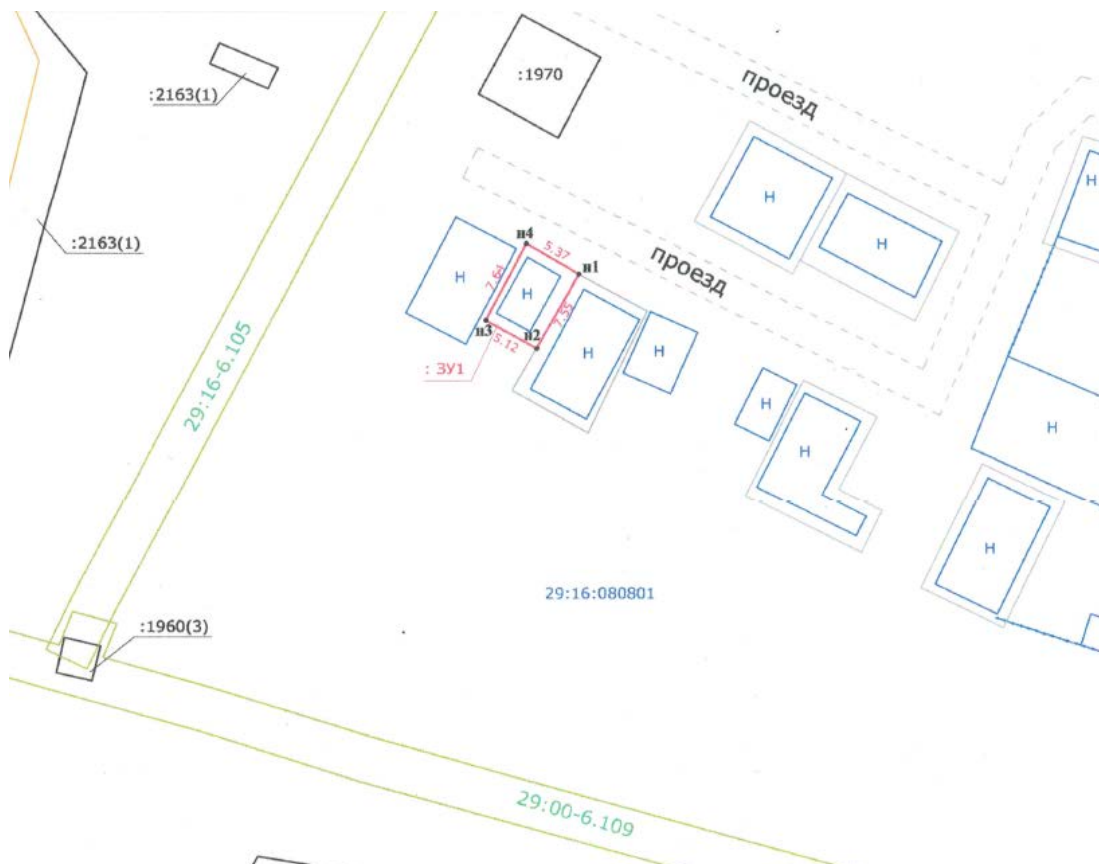 :1970
проезд
:2163(1)
:2163(1)
Н
Н
Н
н4
5.37
н1
проезд
Н
7.64
Н
7.55
н3
5.12
н2
Н
Н
: ЗУ1
29:16-6.105
Н
Н
Н
Н
29:16:080801
:1960(3)
29:00-6.109